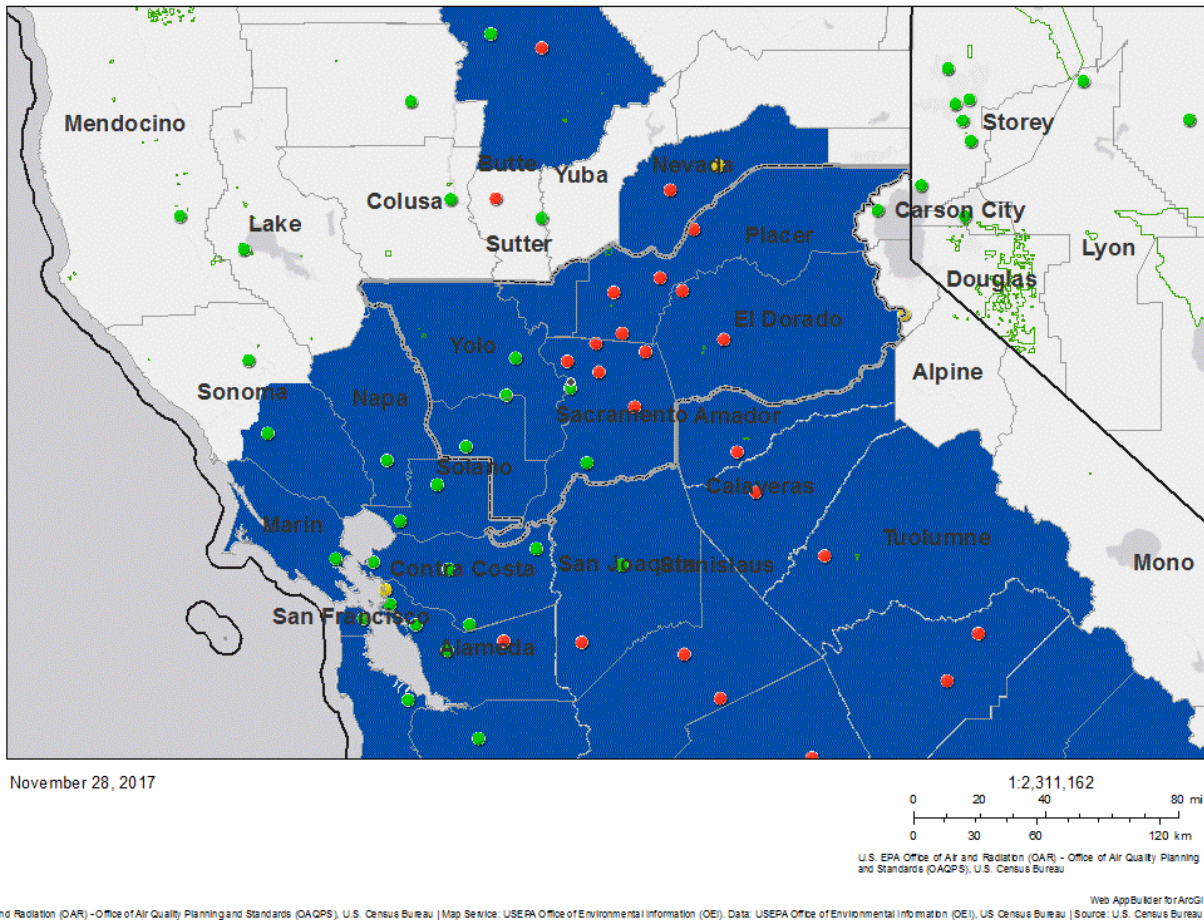 Mendocino
Storey
Butte
Nevada
Yuba
Colusa
Lake
Carson City
Sutter
Placer
Lyon
Douglas
El Dorado
Yolo
Alpine
Sonoma
Napa
Sacramento
Amador
Solano
Calaveras
Marin
Tuolumne
Contra Costa
San Joaquin
Stanislaus
Mono
San Francisco
Alameda
November 28, 2017
1:2,311,162
0 20 40 80 mi
0 30 60 120 km
U.S. EPA Office of Air and Radiation (OAR) - Office of Air Quality Planning
and Standards (OAQPS), U.S. Census Bureau
Web AppBuilder for ArcGI
nd Radiation (OAR) - Office of Air Quality Planning and Standards (OAQPS), U.S. Census Bureau | Map Service: USEPA Office of Environmental Information (OEI). Data: USEPA Office of Environmental Information (OEI), US Census Bureau | Source: U.S. Census Bureau